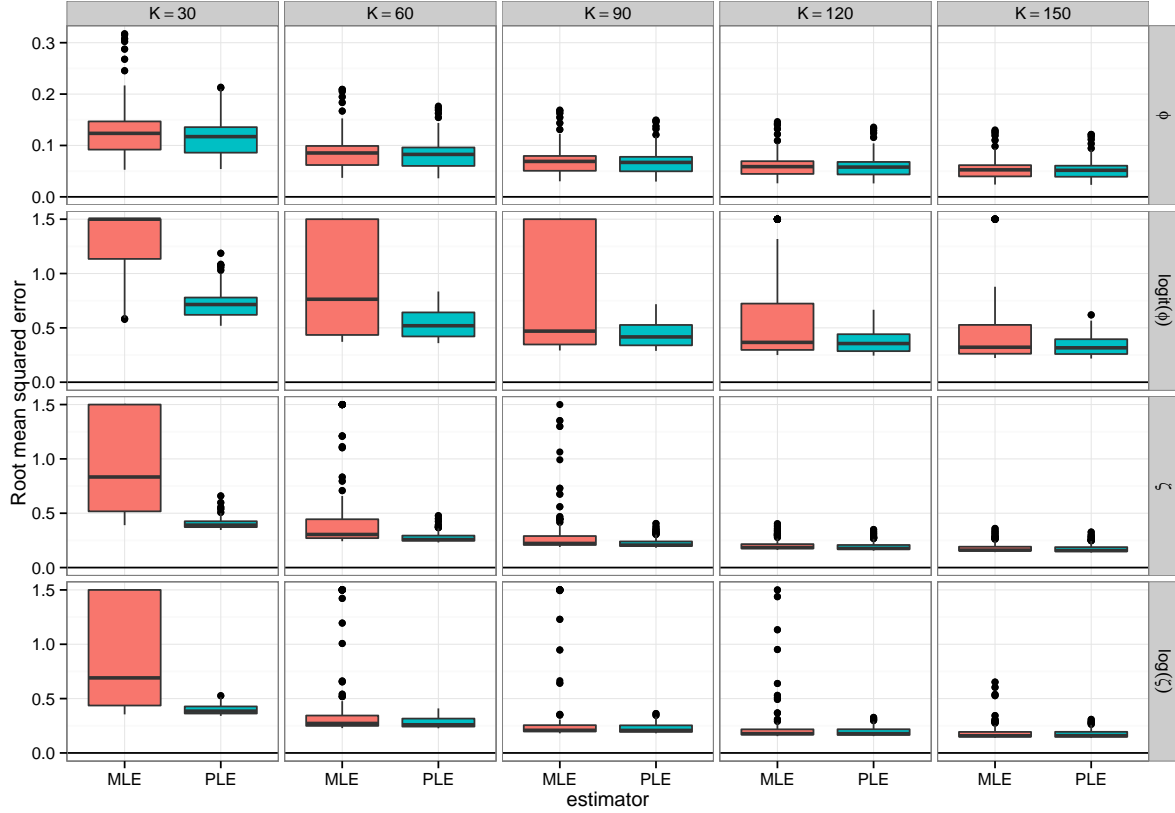 K = 30 K = 60 K = 90 K = 120 K = 150
Root mean squared error
0.3
0.2
0.1
0.0
ϕ
1.5
1.0
0.5
0.0
logit(ϕ)
1.5
1.0
0.5
0.0
ζ
1.5
1.0
0.5
0.0
log(ζ)
MLE PLE MLE PLE MLE PLE MLE PLE MLE PLE
estimator